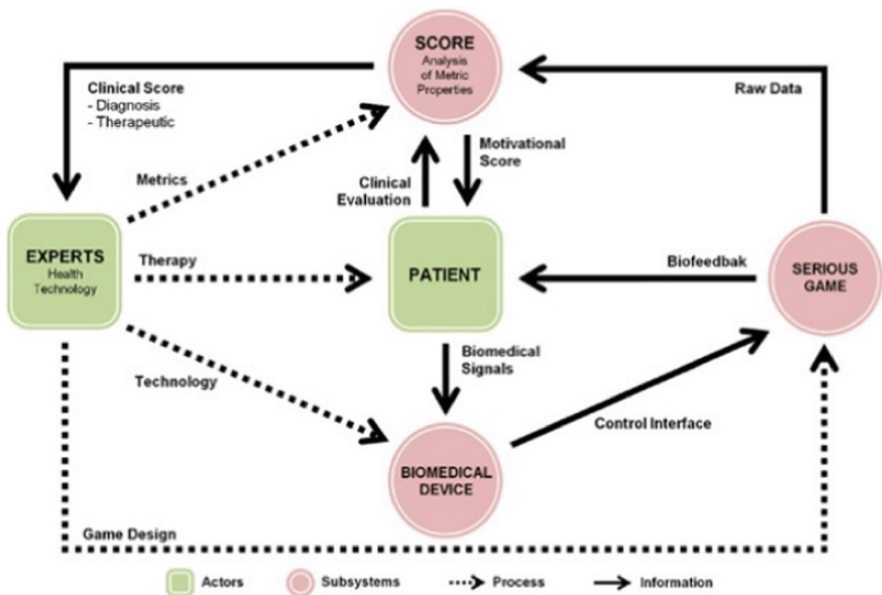 SCORE
Analysis
of Metric
Properties
Clinical Score
- Diagnosis
- Therapeutic
Raw Data
Metrics
Clinical
Evaluation
Motivational
Score
EXPERTS
Health
Technology
Therapy
PATIENT
Biofeedbak
SERIOUS
GAME
Technology
Biomedical
Signals
Control Interface
BIOMEDICAL
DEVICE
Game Design
Actors
Subsystems
Process
Information